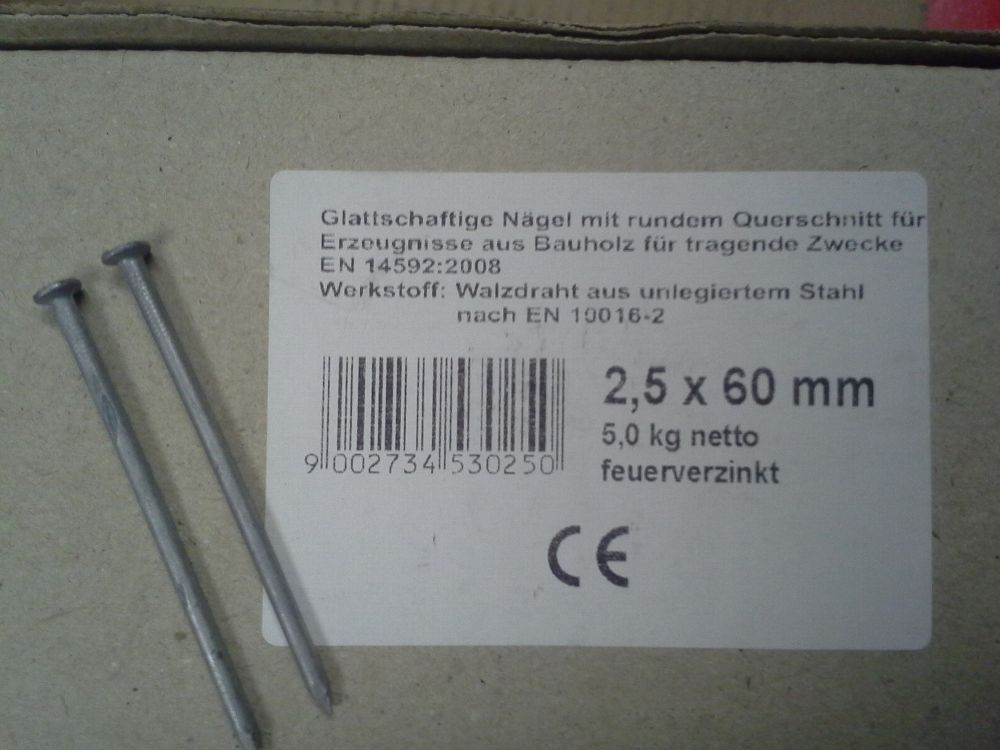 Glattschaftige Nägel mit rundem Querschnitt für
Erzeugnisse aus Bauholz für tragende Zwecke
EN 14592:2008
Werkstoff: Walzdraht aus unlegiertem Stahl
nach EN 10016-2
2,5 x 60 mm
5,0 kg netto
feuerverzinkt
9 002734 530250
CE